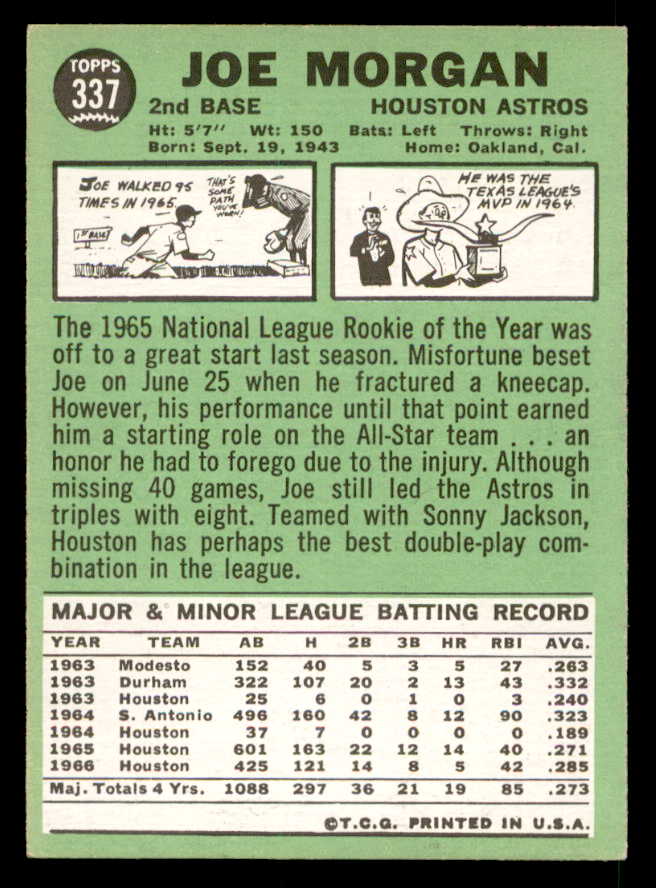 TOPPS
337
JOE MORGAN
2nd BASE HOUSTON ASTROS
Ht: 5'7" Wt: 150 Bats: Left Throws: Right
Born: Sept. 19, 1943 Home: Oakland, Cal.
JOE WALKED 95
TIMES IN 1965.
THAT'S
SOME
PATH
YOU'VE
WORN!
1ST BASE
HE WAS THE
TEXAS LEAGUE'S
MVP IN 1964.
The 1965 National League Rookie of the Year was
off to a great start last season. Misfortune beset
Joe on June 25 when he fractured a kneecap.
However, his performance until that point earned
him a starting role on the All-Star team . . . an
honor he had to forego due to the injury. Although
missing 40 games, Joe still led the Astros in
triples with eight. Teamed with Sonny Jackson,
Houston has perhaps the best double-play com-
bination in the league.
MAJOR & MINOR LEAGUE BATTING RECORD
YEAR TEAM AB H 2B 3B HR RBI AVG.
1963 Modesto 152 40 5 3 5 27 .263
1963 Durham 322 107 20 2 13 43 .332
1963 Houston 25 6 0 1 0 3 .240
1964 S. Antonio 496 160 42 8 12 90 .323
1964 Houston 37 7 0 0 0 0 .189
1965 Houston 601 163 22 12 14 40 .271
1966 Houston 425 121 14 8 5 42 .285
Maj. Totals 4 Yrs. 1088 297 36 21 19 85 .273
©T.C.G. PRINTED IN U.S.A.